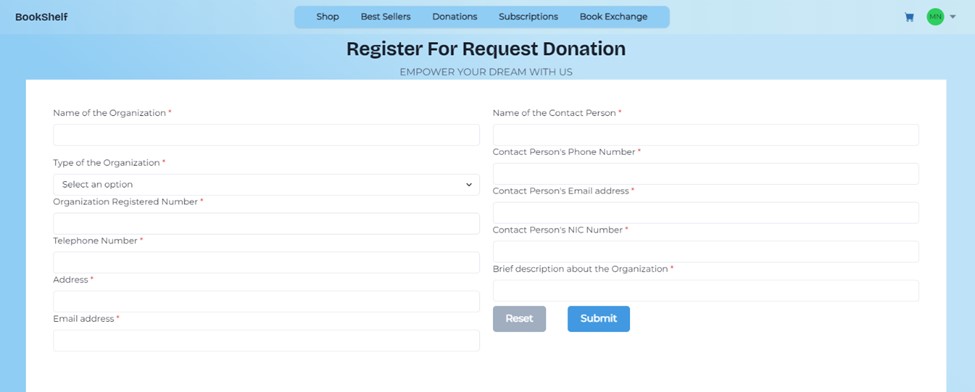 BookShelf
Shop Best Sellers Donations Subscriptions Book Exchange
MN
Register For Request Donation
EMPOWER YOUR DREAM WITH US
Name of the Organization *
Type of the Organization *
Select an option
Organization Registered Number *
Telephone Number *
Address *
Email address *
Name of the Contact Person *
Contact Person's Phone Number *
Contact Person's Email address *
Contact Person's NIC Number *
Brief description about the Organization *
Reset Submit